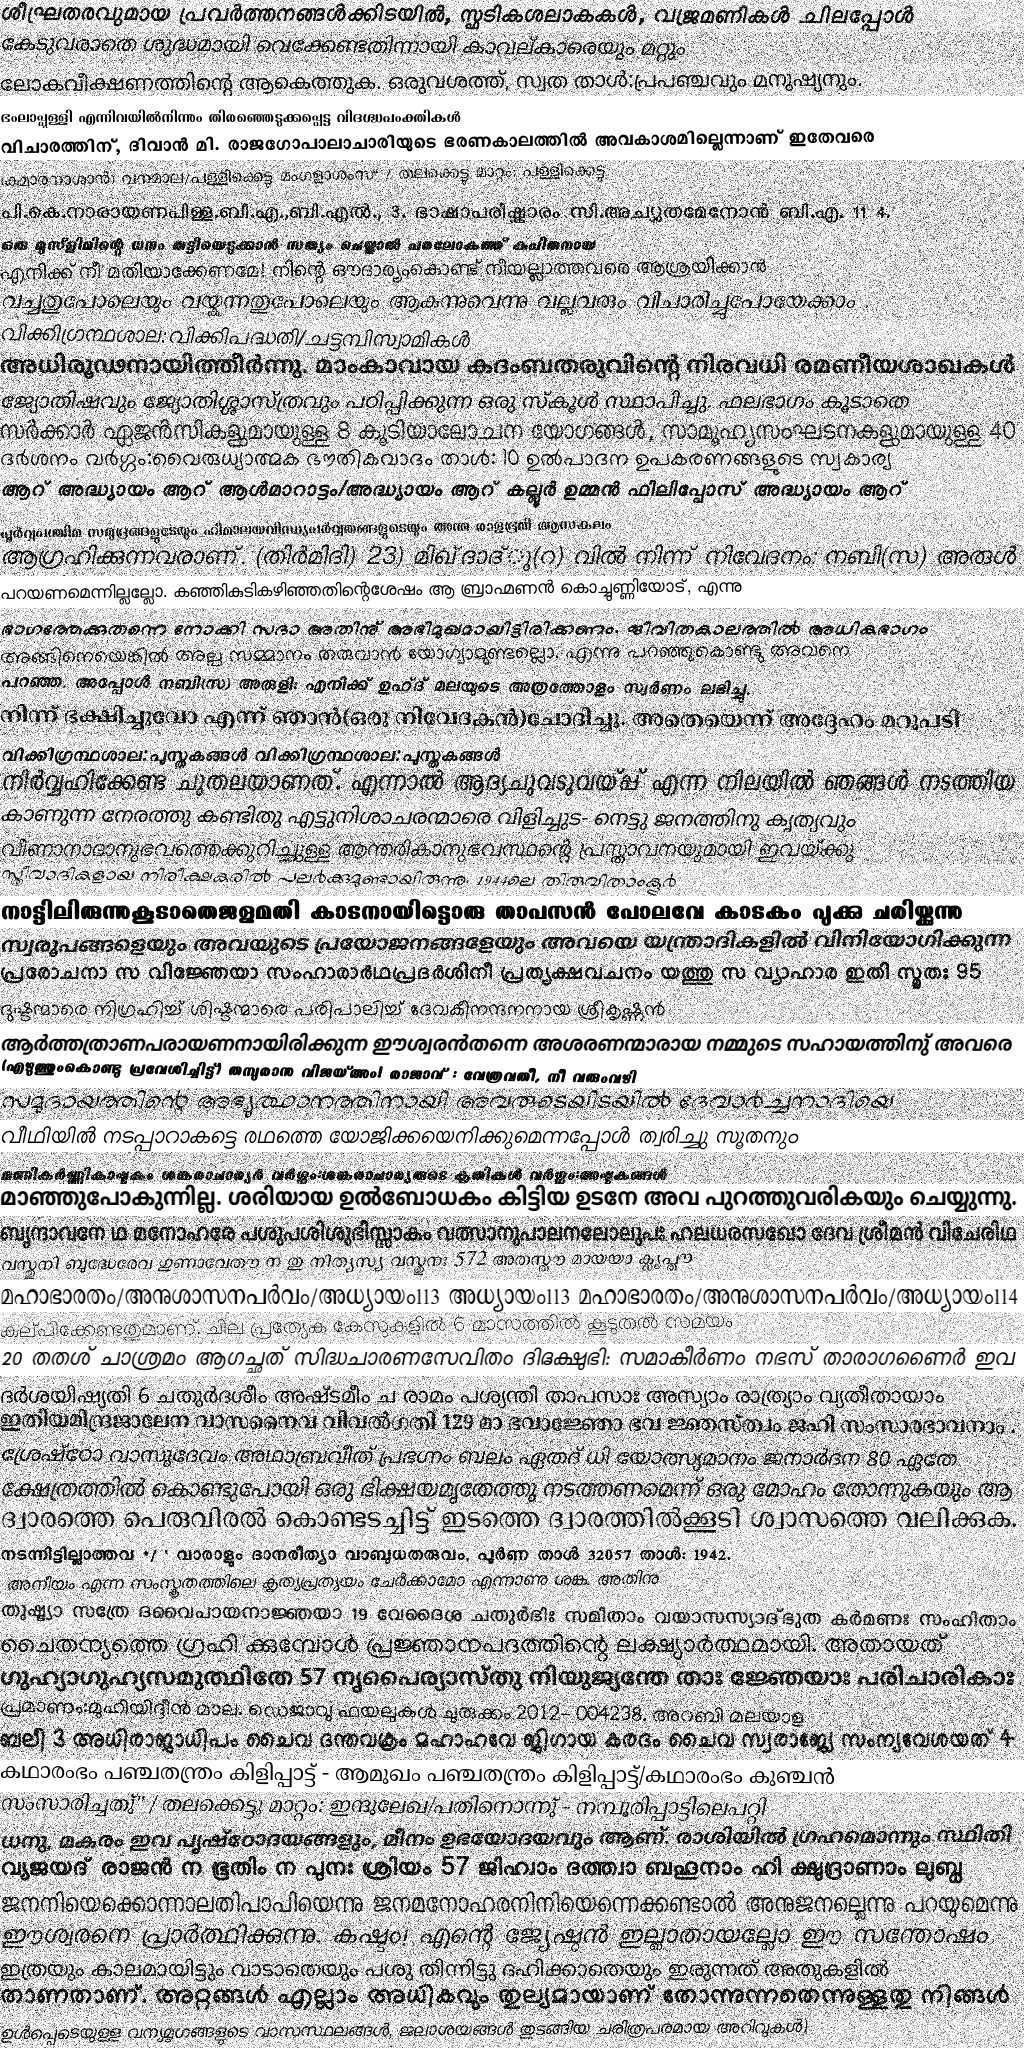 ശീഘ്രതരവുമായ പ്രവർത്തനങ്ങൾക്കിടയിൽ, സ്ഫടികശലാകകൾ, വജ്രമണികൾ ചിലപ്പോൾ
കേടുവരാതെ ശുദ്ധമായി വെക്കേണ്ടതിന്നായി കാവല്കാരെയും മറ്റും
ലോകവീക്ഷണത്തിന്റെ ആകെത്തുക. ഒരുവശത്ത്, സ്വത താൾ:പ്രപഞ്ചവും മനുഷ്യനും.
ഭംലാപ്പുള്ളി എന്നിവയിൽനിന്നും തിരഞ്ഞെടുക്കപ്പെട്ട വിദശ്ലംപംക്തികൾ
വിചാരത്തിന്, ദിവാൻ മി. രാജഗോപാലാചാരിയുടെ ഭരണകാലത്തിൽ അവകാശമില്ലെന്നാണ് ഇതേവരെ
(കുമാരനാശാൻ) വനമാല/പള്ളിക്കെട്ടു മംഗളാശംസ" / തലക്കെട്ടു മാറ്റം: പള്ളിക്കെട്ടു
പി.കെ.നാരായണപിള്ള.ബി.എ.,ബി.എൽ., 3. ഭാഷാപരീഷ്കാരം സി.അച്യുതമേനോൻ ബി.എ. 11 4.
ഒരു മുസ്ളിമിന്റെ ധനം തട്ടിയെടുക്കാൻ സത്യം ചെയ്താൽ പരലോകത്ത് കുപിതനായ
എനിക്ക് നീ മതിയാക്കേണമേ! നിന്റെ ഔദാര്യംകൊണ്ട് നീയല്ലാത്തവരെ ആശ്രയിക്കാൻ
വച്ചതുപോലെയും വയ്ക്കുന്നതുപോലെയും ആകുന്നുവെന്നു വല്ലവരും വിചാരിച്ചുപോയേക്കാം .
വിക്കിഗ്രന്ഥശാല:വിക്കിപദ്ധതി/ചട്ടമ്പിസ്വാമികൾ
അധിരൂഢനായിത്തീർന്നു. മാംകാവായ കദംബതരുവിന്റെ നിരവധി രമണീയശാഖകൾ
ജ്യോതിഷവും ജ്യോതിശ്ശാസ്ത്രവും പഠിപ്പിക്കുന്ന ഒരു സ്കൂൾ സ്ഥാപിച്ചു. ഫലഭാഗം കൂടാതെ
സർക്കാർ ഏജൻസികളുമായുള്ള 8 കൂടിയാലോചന യോഗങ്ങൾ, സാമൂഹ്യസംഘടനകളുമായുള്ള 40
ദർശനം വർഗ്ഗം:വൈരുധ്യാത്മക ഭൗതികവാദം താൾ: 10 ഉൽപാദന ഉപകരണങ്ങളുടെ സ്വകാര്യ
ആറ് അദ്ധ്യായം ആറ് ആൾമാറാട്ടം/അദ്ധ്യായം ആറ് കല്ലൂർ ഉമ്മൻ ഫിലിപ്പോസ് അദ്ധ്യായം ആറ്
പൂർവ്വപശ്ചിമ സമുദ്രങ്ങളുടേയും ഹിമാലയവിന്ധ്യപർവ്വതങ്ങളുടെയും അന്തരാളഭൂമി ആസകലം
ആഗ്രഹിക്കുന്നവരാണ്. (തിർമിദി) 23) മിഖ്ദാദ്ു(റ) വിൽ നിന്ന് നിവേദനം: നബി(സ) അരുൾ
പറയണമെന്നില്ലല്ലോ. കഞ്ഞികുടികഴിഞ്ഞതിന്റെശേഷം ആ ബ്രാഹ്മണൻ കൊച്ചുണ്ണിയോട്, എന്നു
ഭാഗത്തേക്കുതന്നെ നോക്കി സദാ അതിനു് അഭിമുഖമായിട്ടിരിക്കണം. ജീവിതകാലത്തിൽ അധികഭാഗം
അങ്ങിനെയെങ്കിൽ അല്പ സമ്മാനം തരുവാൻ യോഗ്യാമുണ്ടല്ലൊ. എന്നു പറഞ്ഞുകൊണ്ടു അവനെ
പറഞ്ഞു. അപ്പോൾ നബി(സ) അരുളി: എനിക്ക് ഉഹ്ദ് മലയുടെ അത്രത്തോളം സ്വർണം ലഭിച്ചു.
നിന്ന് ഭക്ഷിച്ചുവോ എന്ന് ഞാൻ(ഒരു നിവേദകൻ)ചോദിച്ചു. അതെയെന്ന് അദ്ദേഹം മറുപടി
വിക്കിഗ്രന്ഥശാല:പുസ്തകങ്ങൾ വിക്കിഗ്രന്ഥശാല:പുസ്തകങ്ങൾ
നിർവ്വഹിക്കേണ്ട ചുതലയാണത്. എന്നാൽ ആദ്യചുവടുവയ്പ്പ് എന്ന നിലയിൽ ഞങ്ങൾ നടത്തിയ
കാണുന്ന നേരത്തു കണ്ടിതു എട്ടുനിശാചരന്മാരെ വിളിച്ചുട- നെട്ടു ജനത്തിനു കൃത്യവും
വീണാനാദാനുഭവത്തെക്കുറിച്ചുള്ള ആന്തരികാനുഭവസ്ഥന്റെ പ്രസ്താവനയുമായി ഇവയ്ക്കു
സ്ത്രീവാദികളായ നിരീക്ഷകരിൽ പലർക്കുമുണ്ടായിരുന്നു. 1944ലെ തിരുവിതാംകൂർ
നാട്ടിലിരുന്നുകൂടാതെജളമതി കാടനായിട്ടൊരു താപസൻ പോലവേ കാടകം പുക്കു ചരിയ്ക്കുന്നു
സ്വരൂപങ്ങളെയും അവയുടെ പ്രയോജനങ്ങളേയും അവയെ യന്ത്രാദികളിൽ വിനിയോഗിക്കുന്ന
പ്രരോചനാ സ വിജ്ഞേയാ സംഹാരാർഥപ്രദർശിനീ പ്രത്യക്ഷവചനം യത്തു സ വ്യാഹാര ഇതി സ്മൃതഃ 95
ദുഷ്ടന്മാരെ നിഗ്രഹിച്ച് ശിഷ്ടന്മാരെ പരിപാലിച്ച് ദേവകീനന്ദനനായ ശ്രീകൃഷ്ണൻ
ആർത്തത്രാണപരായണനായിരിക്കുന്ന ഈശ്വരൻതന്നെ അശരണന്മാരായ നമ്മുടെ സഹായത്തിനു് അവരെ
(എടുത്തുംകൊണ്ടു പ്രവേശിച്ചിട്ട്) തമ്പുരാനു വിജയ്അം! രാജാവ് : വേത്രവതീ, നീ വരുംവഴി
സമുദായത്തിന്റെ അഭ്യുത്ഥാനത്തിനായി അവരുടെയിടയിൽ ദേവാർച്ചനാദിയെ
വീഥിയിൽ നടപ്പാറാകട്ടെ രഥത്തെ യോജിക്കയെനിക്കുമെന്നപ്പോൾ ത്വരിച്ചു സൂതനും
മണികർണ്ണികാഷ്ടകം ശങ്കരാചാര്യർ വർഗ്ഗം:ശങ്കരാചാര്യരുടെ കൃതികൾ വർഗ്ഗം:അഷ്ടകങ്ങൾ
മാഞ്ഞുപോകുന്നില്ല. ശരിയായ ഉൽബോധകം കിട്ടിയ ഉടനേ അവ പുറത്തുവരികയും ചെയ്യുന്നു.
ബൃന്ദാവനേ ഥ മനോഹരേ പശുപശിശുഭിസ്സാകം വത്സാനുപാലനലോലുപഃ ഹലധരസഖോ ദേവ ശ്രീമൻ വിചേരിഥ
വസ്തുനി ബുദ്ധേരേവ ഗുണാവേതൗ ന തു നിത്യസ്യ വസ്തുനഃ 572 അതസ്തൗ മായയാ ക്ലൃപ്തൗ
മഹാഭാരതം/അനുശാസനപർവം/അധ്യായം113 അധ്യായം113 മഹാഭാരതം/അനുശാസനപർവം/അധ്യായം114
കല്പിക്കേണ്ടതുമാണ്. ചില പ്രത്യേക കേസുകളിൽ 6 മാസത്തിൽ കൂടുതൽ സമയം
20 തതശ് ചാശ്രമം ആഗച്ഛത് സിദ്ധചാരണസേവിതം ദിദൃക്ഷുഭി: സമാകീർണം നഭസ് താരാഗണൈർ ഇവ
ദർശയിഷ്യതി 6 ചതുർദശീം അഷ്ടമീം ച രാമം പശ്യന്തി താപസാഃ അസ്യാം രാത്ര്യാം വ്യതീതായാം
ഇതിയമിന്ദ്രജാലേന വാസനൈവ വിവൽഗതി 129 മാ ഭവാജ്ഞോ ഭവ ജ്ഞസ്ത്വം ജഹി സംസാരഭാവനാം .
ശ്രേഷ്ഠോ വാസുദേവം അഥാബ്രവീത് പ്രഭഗ്നം ബലം ഏതദ് ധി യോത്സ്യമാനം ജനാർദന 80 ഏതേ
ക്ഷേത്രത്തിൽ കൊണ്ടുപോയി ഒരു ഭിക്ഷയമൃതേത്തു നടത്തണമെന്ന് ഒരു മോഹം തോന്നുകയും ആ
ദ്വാരത്തെ പെരുവിരൽ കൊണ്ടടച്ചിട്ട് ഇടത്തെ ദ്വാരത്തിൽക്കൂടി ശ്വാസത്തെ വലിക്കുക.
നടന്നിട്ടില്ലാത്തവ */ ' വാരാളും ദാനരീത്യാ വാബുധതരുവം, പൂർണ താൾ 32057 താൾ: 1942.
അനീയം എന്ന സംസ്കൃതത്തിലെ കൃത്യപ്രത്യയം ചേർക്കാമോ എന്നാണു ശങ്ക. അതിനു
തുഷ്ട്യാ സത്രേ ദ്വൈപായനാജ്ഞയാ 19 വേദൈശ ചതുർഭിഃ സമിതാം വ്യാസസ്യാദ്ഭുത കർമണഃ സംഹിതാം
ചൈതന്യത്തെ ഗ്രഹി ക്കുമ്പോൾ പ്രജ്ഞാനപദത്തിന്റെ ലക്ഷ്യാർത്ഥമായി. അതായത്
ഗുഹ്യാഗുഹ്യസമുത്ഥിതേ 57 നൃപൈര്യാസ്തു നിയുജ്യന്തേ താഃ ജ്ഞേയാഃ പരിചാരികാഃ
പ്രമാണം:മുഹിയിദ്ദീൻ മാല. ഡെജാവു ഫയലുകൾ ചുരുക്കം 2012– 004238, അറബി മലയാള
ബലീ 3 അധിരാജാധിപം ചൈവ ദന്തവക്രം മഹാഹവേ ജിഗായ കരദം ചൈവ സ്വരാജ്യേ സംന്യവേശയത് 4
കഥാരംഭം പഞ്ചതന്ത്രം കിളിപ്പാട്ട് - ആമുഖം പഞ്ചതന്ത്രം കിളിപ്പാട്ട്/കഥാരംഭം കുഞ്ചൻ
സംസാരിച്ചതു്" / തലക്കെട്ടു മാറ്റം: ഇന്ദുലേഖ/പതിനൊന്നു് - നമ്പൂരിപ്പാട്ടിലെപറ്റി
ധനു, മകരം ഇവ പൃഷ്ഠോദയങ്ങളും, മീനം ഉഭയോദയവും ആണ്. രാശിയിൽ ഗ്രഹമൊന്നും സ്ഥിതി
വ്യജയദ് രാജൻ ന ഭൂതിം ന പുനഃ ശ്രിയം 57 ജിഹ്വാം ദത്ത്വാ ബഹൂനാം ഹി ക്ഷുദ്രാണാം ലുബ്ധ
ജനനിയെക്കൊന്നാലതിപാപിയെന്നു ജനമനോഹരനിനിയെന്നെക്കണ്ടാൽ അനുജനല്ലെന്നു പറയുമെന്നു
ഈശ്വരനെ പ്രാർത്ഥിക്കുന്നു. കഷ്ടം! എന്റെ ജ്യേഷ്ഠൻ ഇല്ലാതായല്ലോ ഈ സന്തോഷം
ഇത്രയും കാലമായിട്ടും വാടാതെയും പശു തിന്നിട്ടു ദഹിക്കാതെയും ഇരുന്നത് അതുകളിൽ
താണതാണ്. അറ്റങ്ങൾ എല്ലാം അധികവും തുല്യമായാണ് തോന്നുന്നതെന്നുള്ളതു നിങ്ങൾ
ഉൾപ്പെടെയുള്ള വന്യമൃഗങ്ങളുടെ വാസസ്ഥലങ്ങൾ, ജലാശയങ്ങൾ തുടങ്ങിയ ചരിത്രപരമായ അറിവുകൾ)